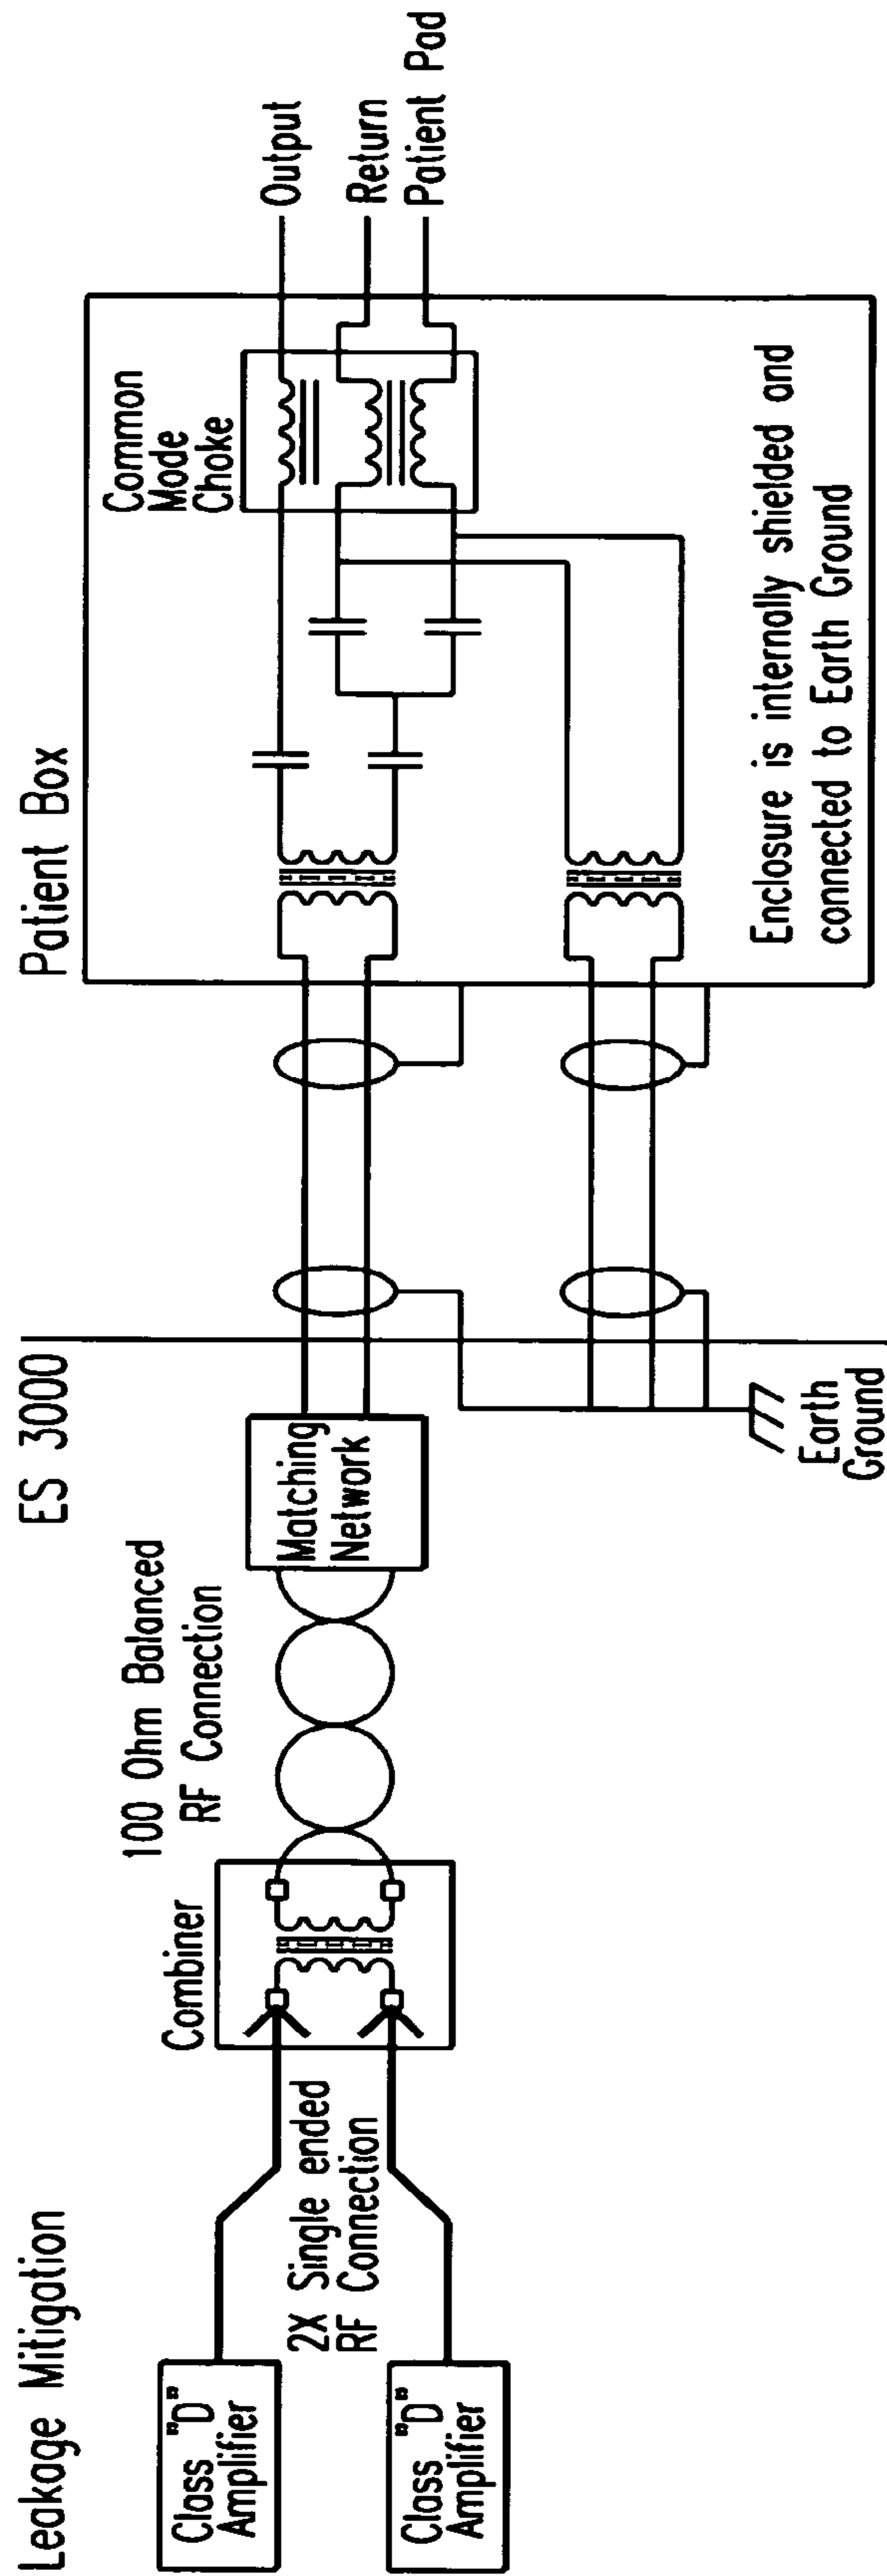 Leakage Mitigation
ES 3000
Patient Box
Class "D"
Amplifier
Class "D"
Amplifier
2X Single ended
RF Connection
Combiner
100 Ohm Balanced
RF Connection
Matching
Network
Earth
Ground
Common
Mode
Choke
Output
Return
Patient Pad
Enclosure is internally shielded and
connected to Earth Ground